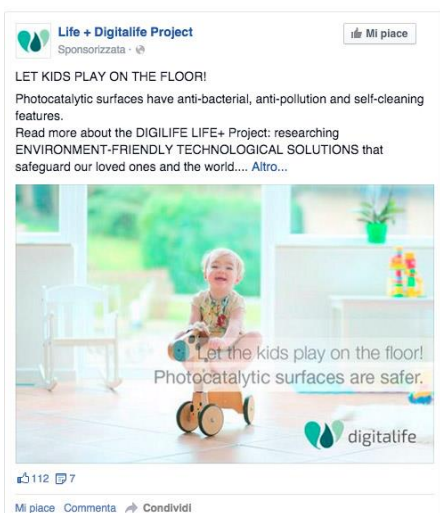 Life + Digitalife Project
Mi piace
Sponsorizzata ·
LET KIDS PLAY ON THE FLOOR!
Photocatalytic surfaces have anti-bacterial, anti-pollution and self-cleaning
features.
Read more about the DIGILIFE LIFE+ Project: researching
ENVIRONMENT-FRIENDLY TECHNOLOGICAL SOLUTIONS that
safeguard our loved ones and the world.... Altro...
Let the kids play on the floor!
Photocatalytic surfaces are safer.
digitalife
112 7
Mi piace Commenta Condividi